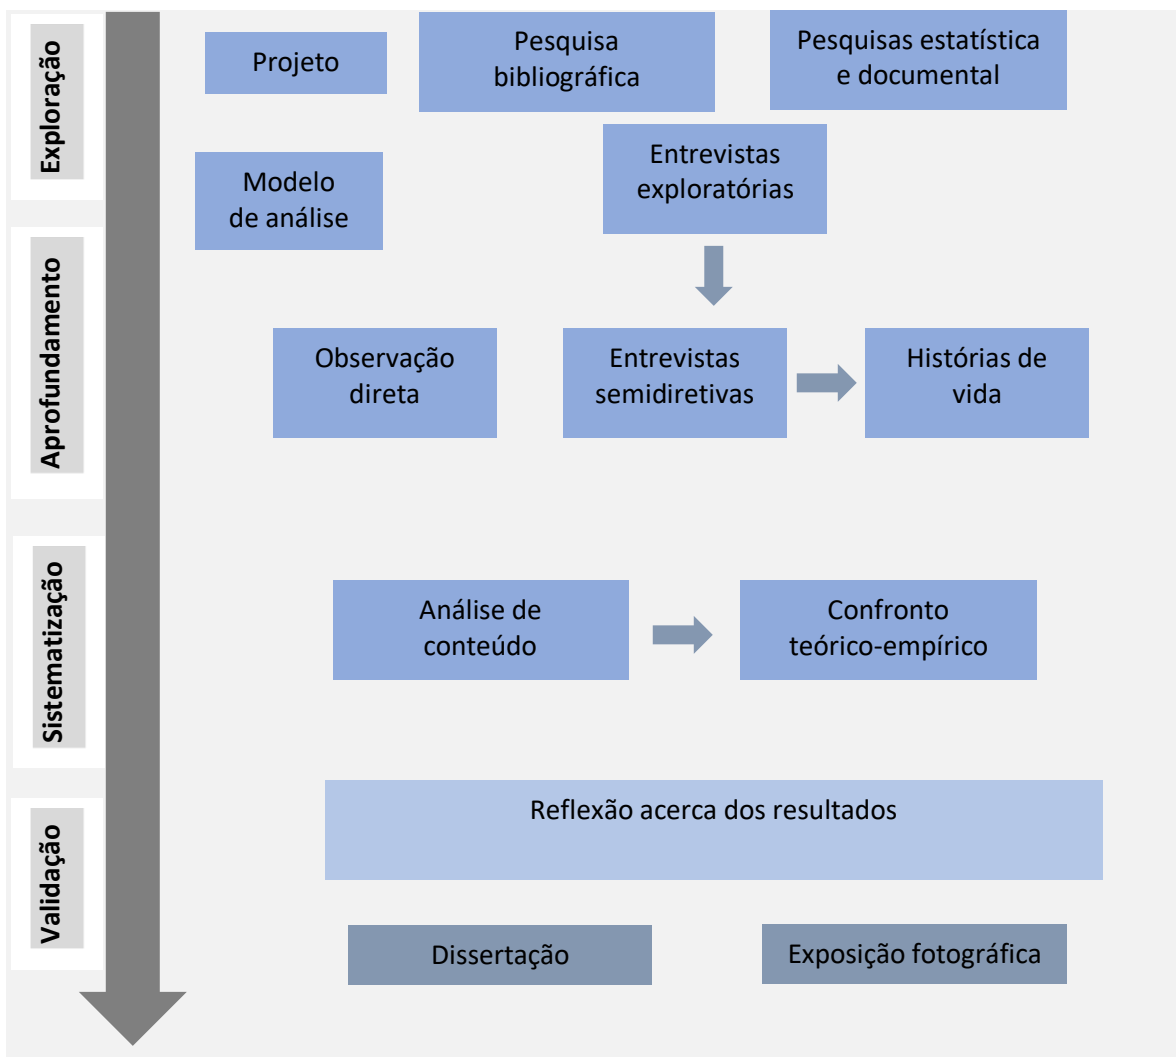 Exploração
Projeto
Pesquisa
bibliográfica
Pesquisas estatística
e documental
Modelo
de análise
Entrevistas
exploratórias
Aprofundamento
Observação
direta
Entrevistas
semidiretivas
Histórias de
vida
Sistematização
Análise de
conteúdo
Confronto
teórico-empírico
Validação
Reflexão acerca dos resultados
Dissertação
Exposição fotográfica